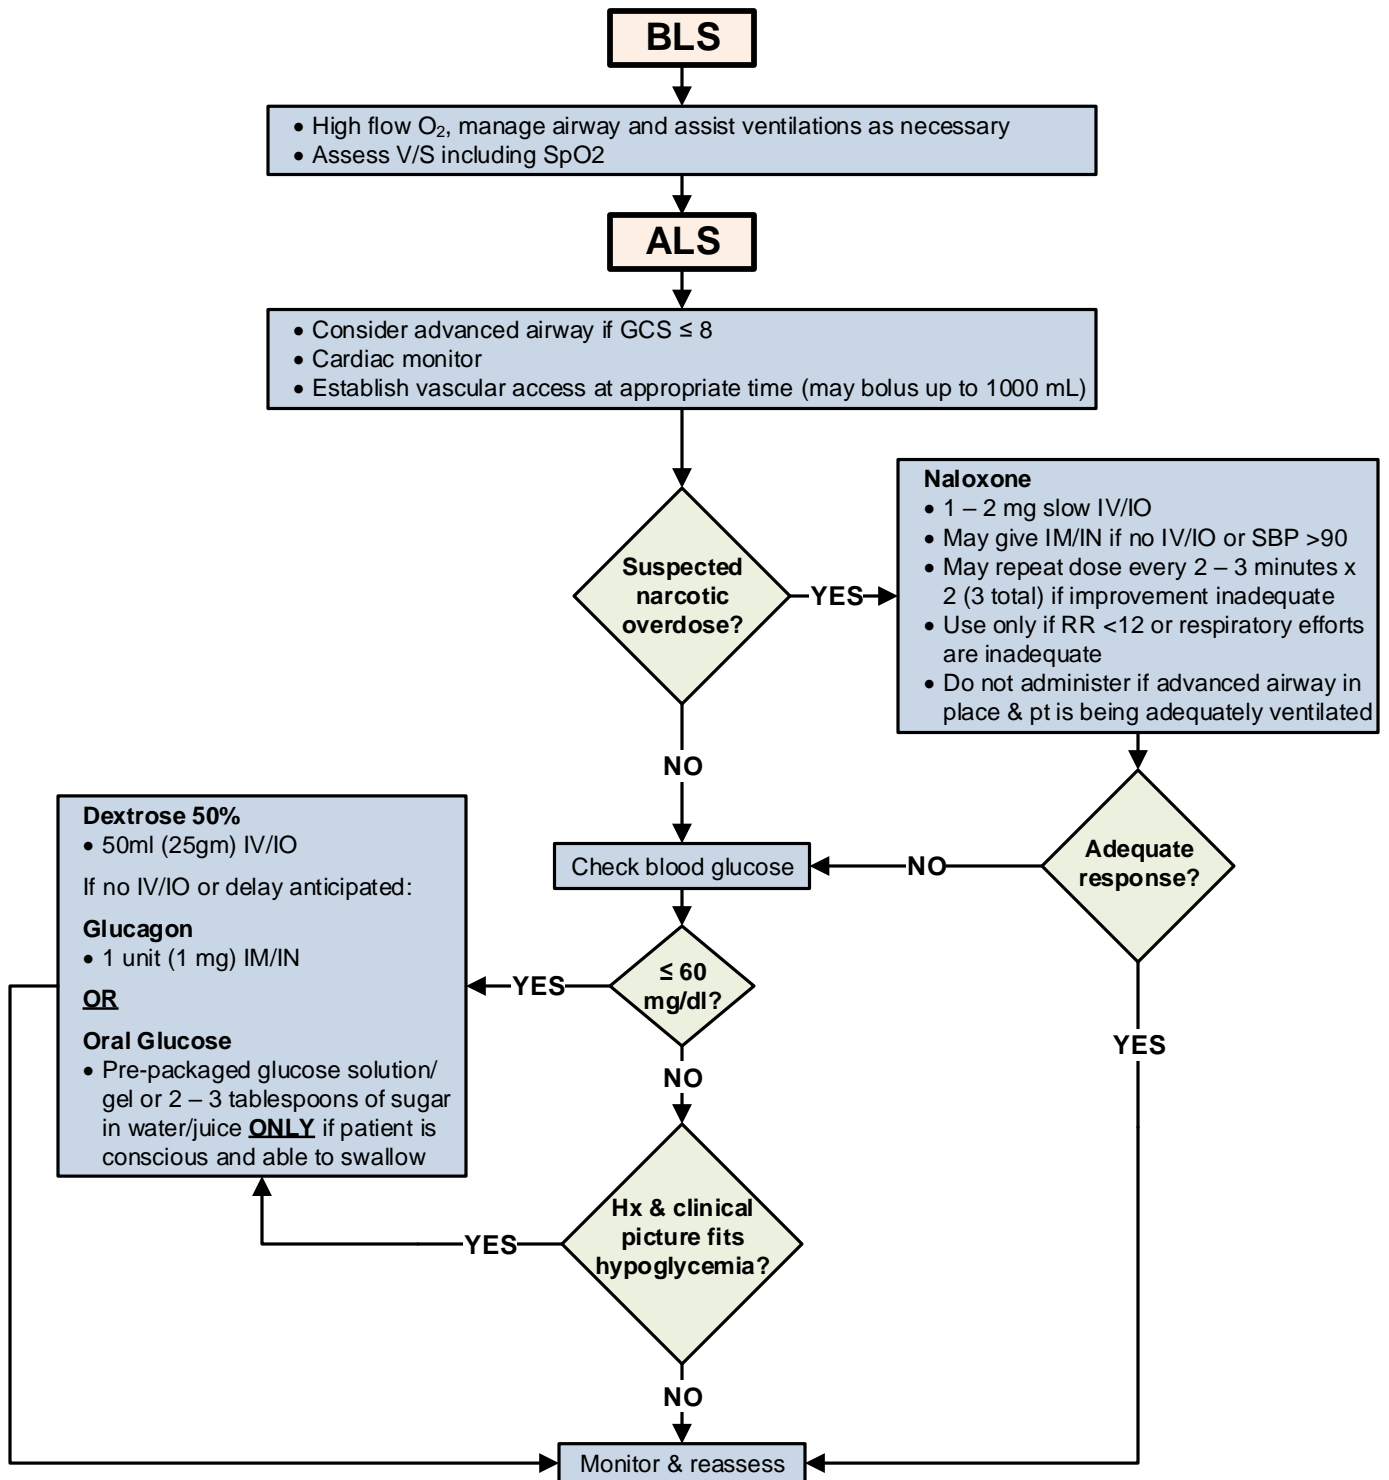 BLS
• High flow O₂, manage airway and assist ventilations as necessary
• Assess V/S including SpO2
ALS
• Consider advanced airway if GCS ≤ 8
• Cardiac monitor
• Establish vascular access at appropriate time (may bolus up to 1000 mL)
Suspected
narcotic
overdose?
YES
Naloxone
• 1 – 2 mg slow IV/IO
• May give IM/IN if no IV/IO or SBP >90
• May repeat dose every 2 – 3 minutes x
2 (3 total) if improvement inadequate
• Use only if RR <12 or respiratory efforts
are inadequate
• Do not administer if advanced airway in
place & pt is being adequately ventilated
NO
Adequate
response?
NO
YES
Check blood glucose
≤ 60
mg/dl?
YES
Dextrose 50%
• 50ml (25gm) IV/IO
If no IV/IO or delay anticipated:
Glucagon
• 1 unit (1 mg) IM/IN
OR
Oral Glucose
• Pre-packaged glucose solution/
gel or 2 – 3 tablespoons of sugar
in water/juice ONLY if patient is
conscious and able to swallow
NO
Hx & clinical
picture fits
hypoglycemia?
YES
NO
Monitor & reassess